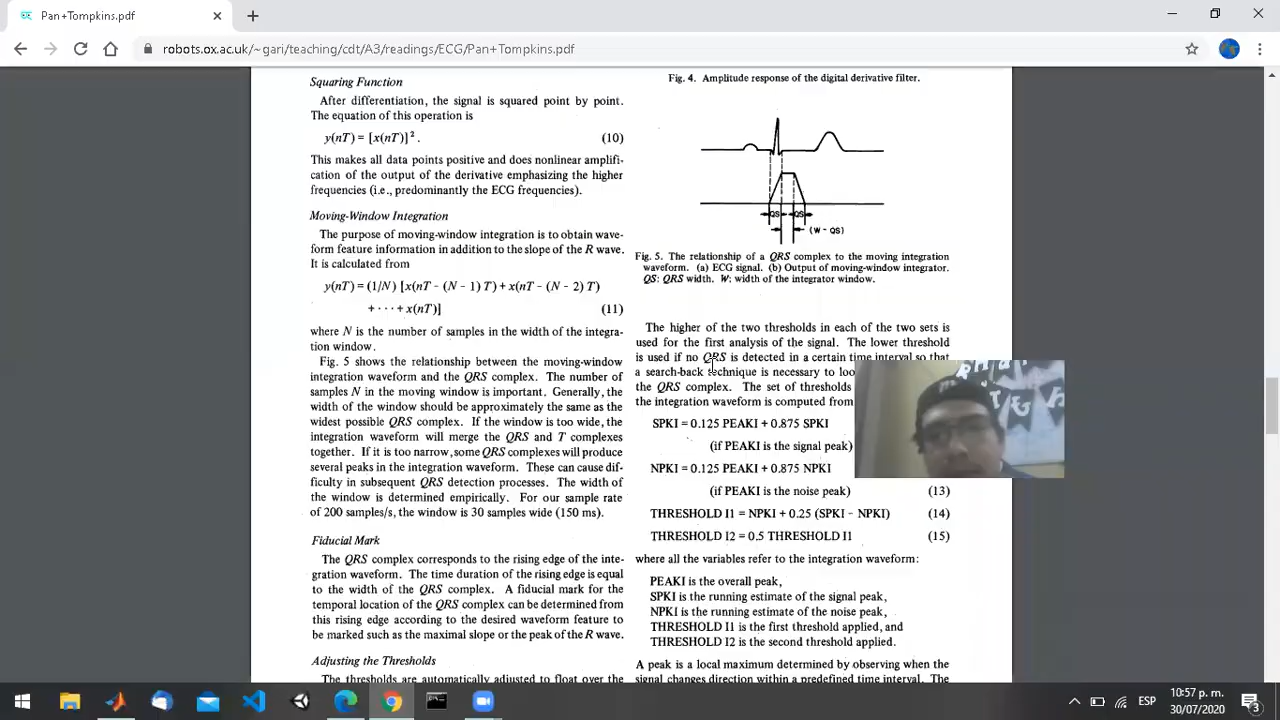 Pan+Tompkins.pdf
robots.ox.ac.uk/~gari/teaching/cdt/A3/readings/ECG/Pan+Tompkins.pdf
Squaring Function
After differentiation, the signal is squared point by point.
The equation of this operation is
y(nT) = [x(nT)]². (10)
This makes all data points positive and does nonlinear amplifi-
cation of the output of the derivative emphasizing the higher
frequencies (i.e., predominantly the ECG frequencies).
Moving-Window Integration
The purpose of moving-window integration is to obtain wave-
form feature information in addition to the slope of the R wave.
It is calculated from
y(nT) = (1/N) [x(nT - (N - 1) T) + x(nT - (N - 2) T)
+ · · · + x(nT)] (11)
where N is the number of samples in the width of the integra-
tion window.
Fig. 5 shows the relationship between the moving-window
integration waveform and the QRS complex. The number of
samples N in the moving window is important. Generally, the
width of the window should be approximately the same as the
widest possible QRS complex. If the window is too wide, the
integration waveform will merge the QRS and T complexes
together. If it is too narrow, some QRS complexes will produce
several peaks in the integration waveform. These can cause dif-
ficulty in subsequent QRS detection processes. The width of
the window is determined empirically. For our sample rate
of 200 samples/s, the window is 30 samples wide (150 ms).
Fiducial Mark
The QRS complex corresponds to the rising edge of the inte-
gration waveform. The time duration of the rising edge is equal
to the width of the QRS complex. A fiducial mark for the
temporal location of the QRS complex can be determined from
this rising edge according to the desired waveform feature to
be marked such as the maximal slope or the peak of the R wave.
Adjusting the Thresholds
The thresholds are automatically adjusted to float over the
Fig. 4. Amplitude response of the digital derivative filter.
QS QS
(W - QS)
Fig. 5. The relationship of a QRS complex to the moving integration
waveform. (a) ECG signal. (b) Output of moving-window integrator.
QS: QRS width. W: width of the integrator window.
The higher of the two thresholds in each of the two sets is
used for the first analysis of the signal. The lower threshold
is used if no QRS is detected in a certain time interval so that
a search-back technique is necessary to loo
the QRS complex. The set of thresholds
the integration waveform is computed from
SPKI = 0.125 PEAKI + 0.875 SPKI
(if PEAKI is the signal peak)
NPKI = 0.125 PEAKI + 0.875 NPKI
(if PEAKI is the noise peak) (13)
THRESHOLD I1 = NPKI + 0.25 (SPKI - NPKI) (14)
THRESHOLD I2 = 0.5 THRESHOLD I1 (15)
where all the variables refer to the integration waveform:
PEAKI is the overall peak,
SPKI is the running estimate of the signal peak,
NPKI is the running estimate of the noise peak,
THRESHOLD I1 is the first threshold applied, and
THRESHOLD I2 is the second threshold applied.
A peak is a local maximum determined by observing when the
signal changes direction within a predefined time interval. The
ESP
10:57 p. m.
30/07/2020
3